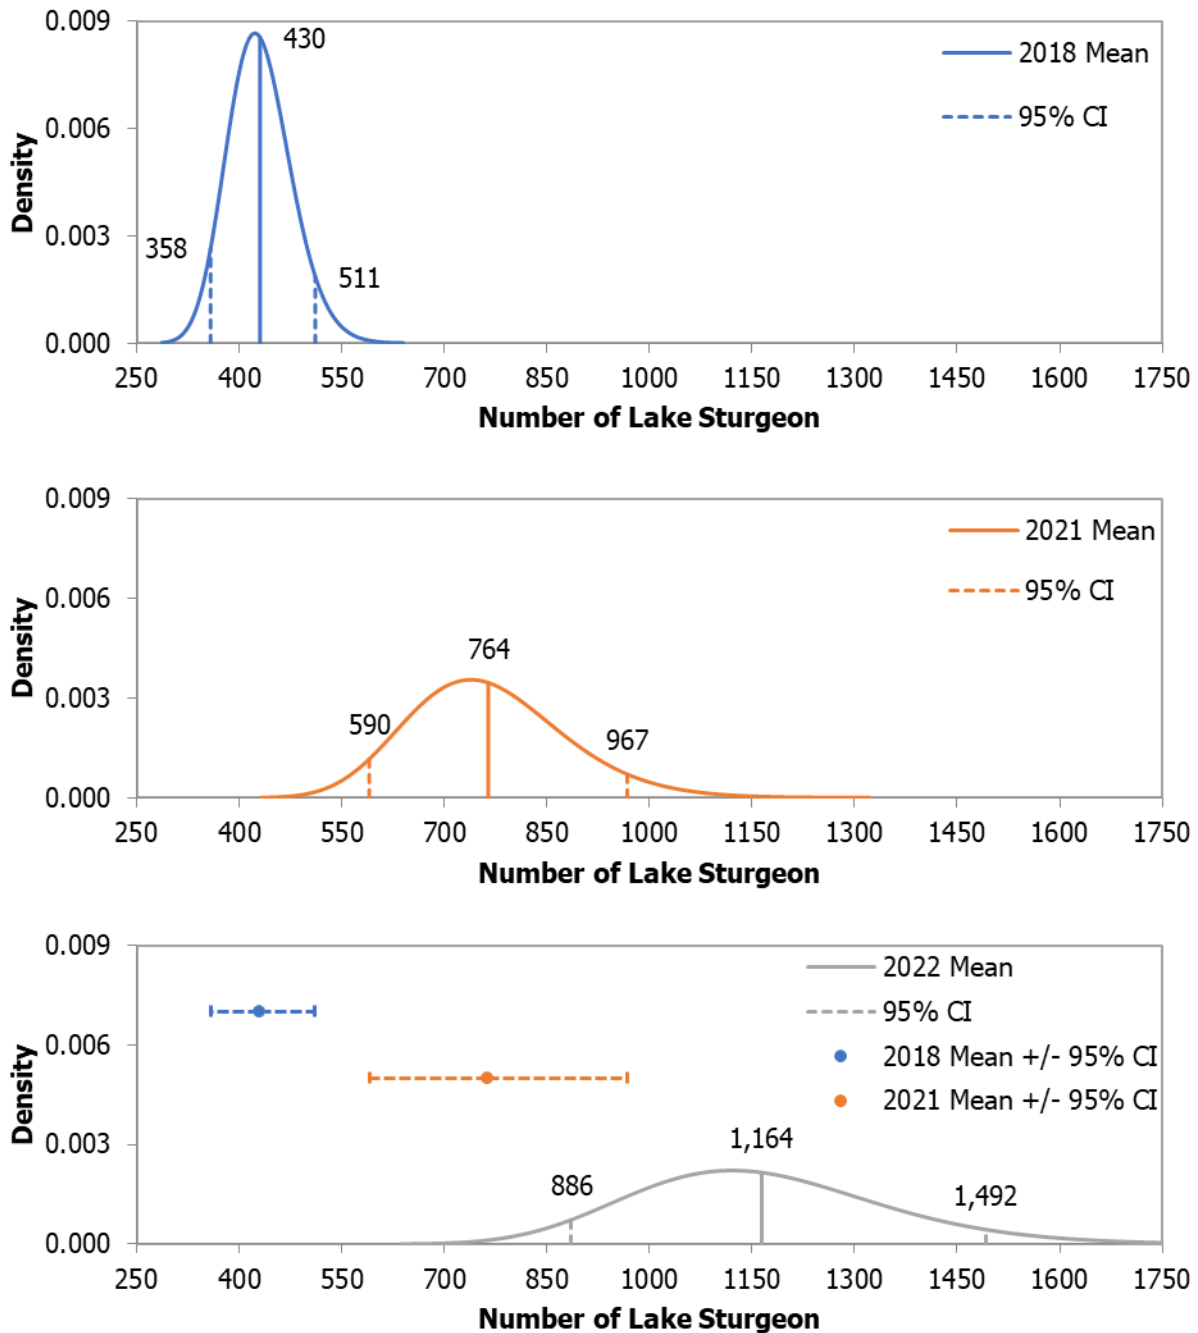 0.009
430
2018 Mean
95% CI
0.006
Density
0.003
358
511
0.000
250 400 550 700 850 1000 1150 1300 1450 1600 1750
Number of Lake Sturgeon
0.009
2021 Mean
95% CI
0.006
Density
764
0.003
590
967
0.000
250 400 550 700 850 1000 1150 1300 1450 1600 1750
Number of Lake Sturgeon
0.009
2022 Mean
95% CI
2018 Mean +/- 95% CI
2021 Mean +/- 95% CI
0.006
Density
0.003
1,164
886
1,492
0.000
250 400 550 700 850 1000 1150 1300 1450 1600 1750
Number of Lake Sturgeon